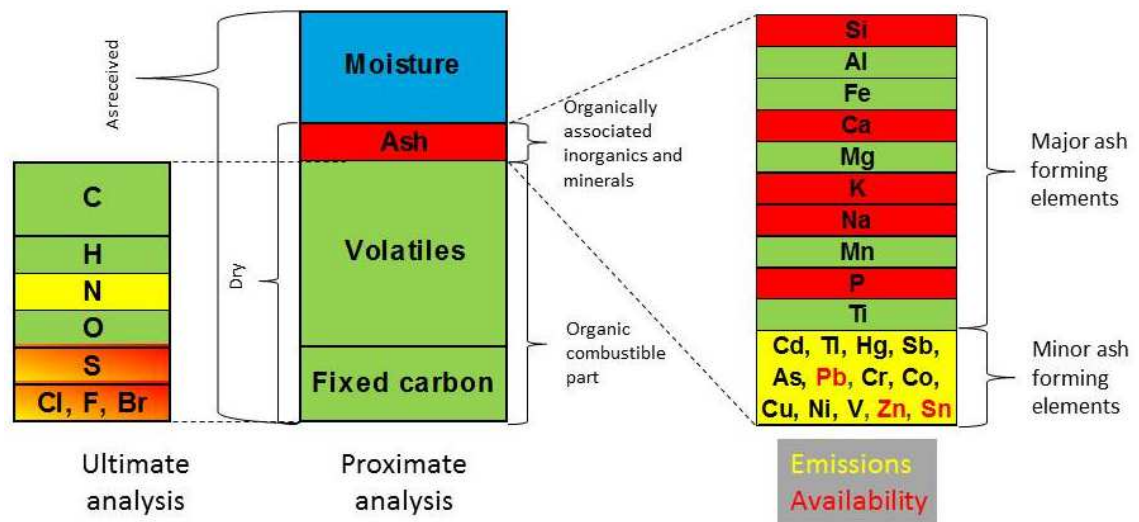 Asreceived
Dry
C
H
N
O
S
Cl, F, Br
Ultimate
analysis
Moisture
Ash
Volatiles
Fixed carbon
Proximate
analysis
Organically
associated
inorganics and
minerals
Organic
combustible
part
Si
Al
Fe
Ca
Mg
K
Na
Mn
P
Ti
Cd, Tl, Hg, Sb,
As, Pb, Cr, Co,
Cu, Ni, V, Zn, Sn
Major ash
forming
elements
Minor ash
forming
elements
Emissions
Availability